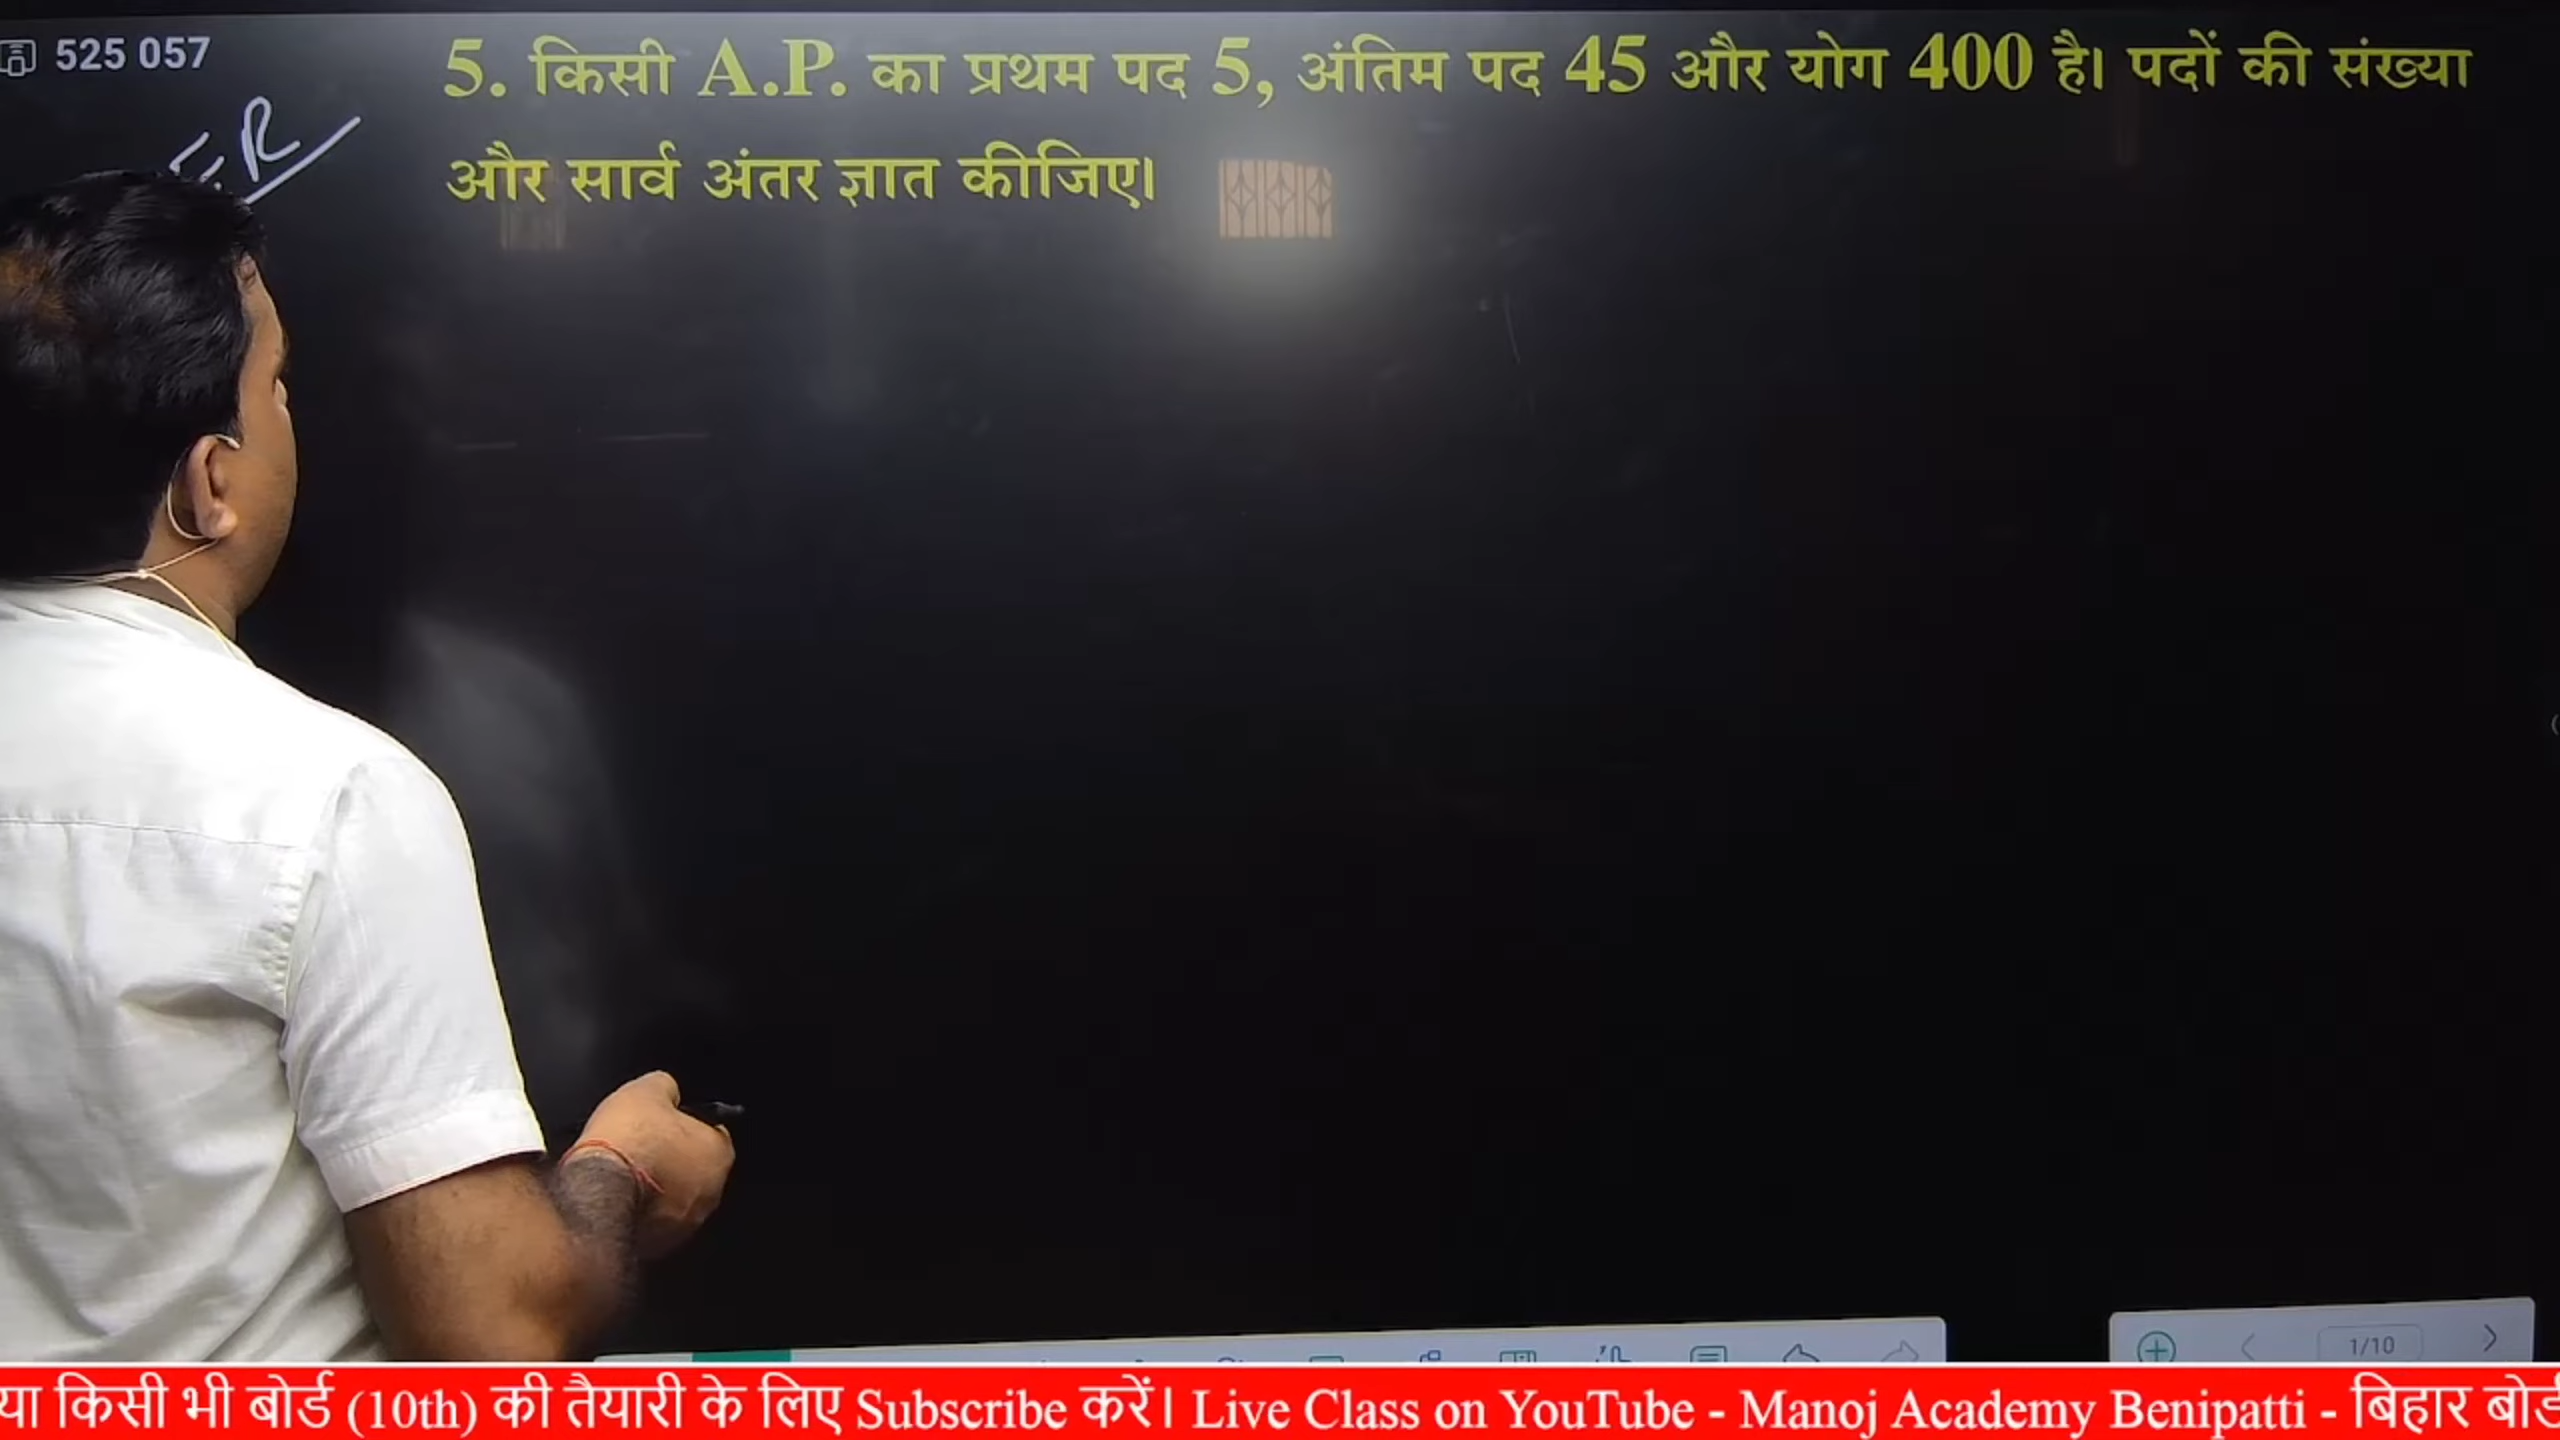 525 057
5. किसी A.P. का प्रथम पद 5, अंतिम पद 45 और योग 400 है। पदों की संख्या
और सार्व अंतर ज्ञात कीजिए।
1/10
या किसी भी बोर्ड (10th) की तैयारी के लिए Subscribe करें। Live Class on YouTube - Manoj Academy Benipatti - बिहार बोर्ड